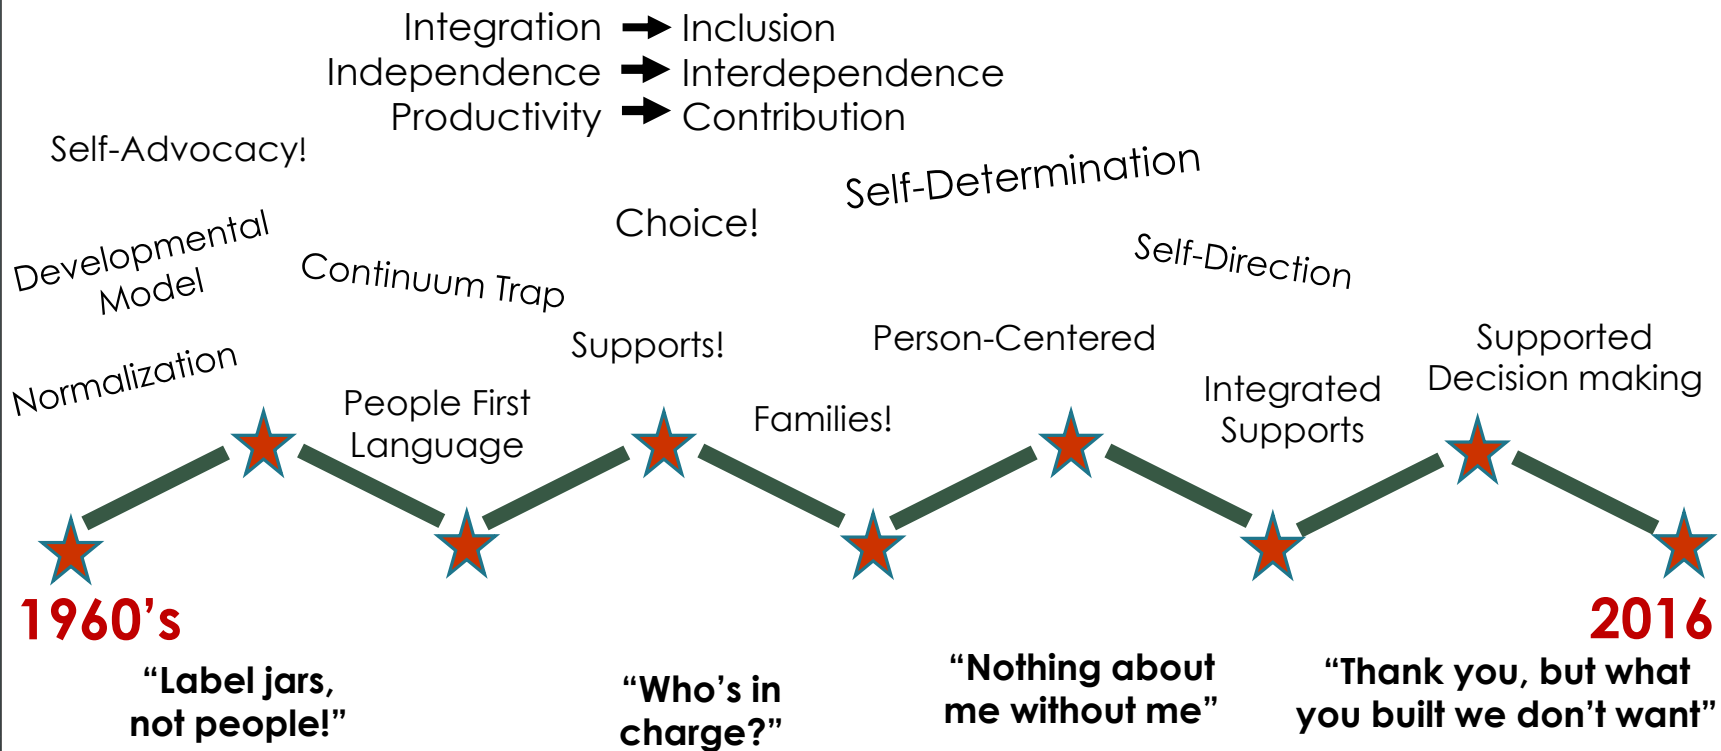 Integration → Inclusion
Independence → Interdependence
Productivity → Contribution
Self-Advocacy!
Self-Determination
Choice!
Developmental
Model
Continuum Trap
Self-Direction
Normalization
Supports!
Person-Centered
Supported
Decision making
People First
Language
Families!
Integrated
Supports
1960’s
2016
“Label jars,
not people!”
“Who’s in
charge?”
“Nothing about
me without me”
“Thank you, but what
you built we don’t want”